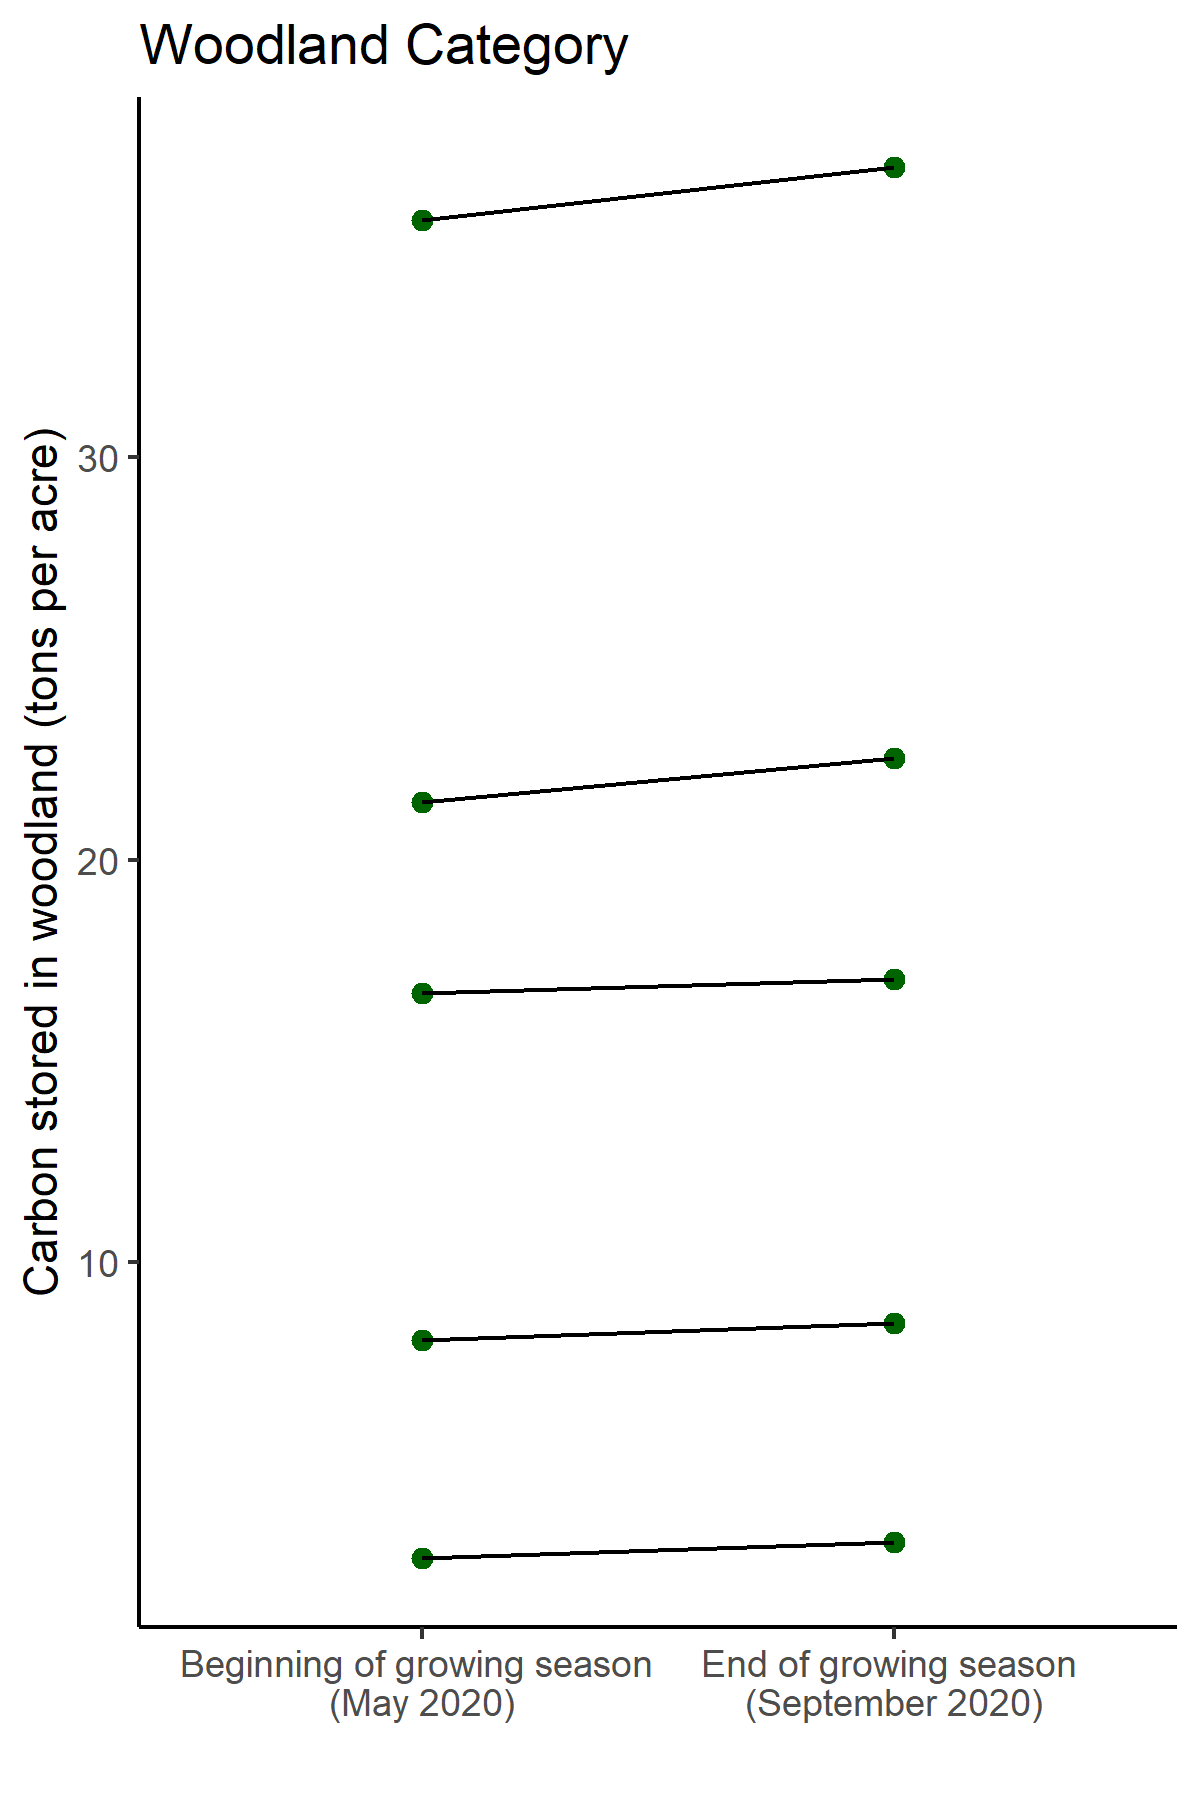 Woodland Category
Carbon stored in woodland (tons per acre)
30
20
10
Beginning of growing season
(May 2020)
End of growing season
(September 2020)